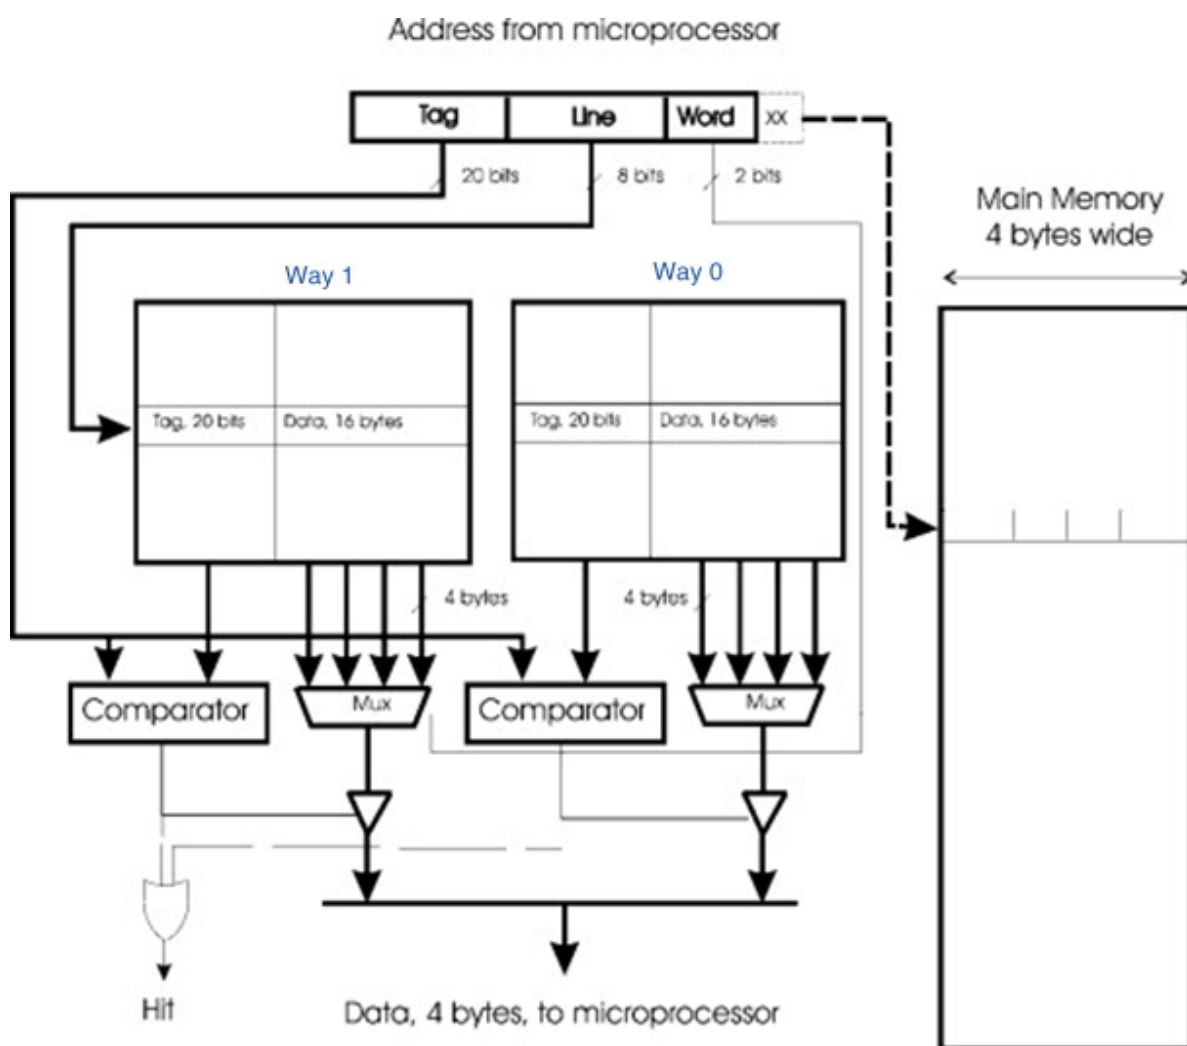 Address from microprocessor
Tag Line Word xx
20 bits 8 bits 2 bits
Main Memory
4 bytes wide
Way 1 Way 0
Tag, 20 bits Data, 16 bytes Tag, 20 bits Data, 16 bytes
4 bytes 4 bytes
Comparator Mux Comparator Mux
Hit
Data, 4 bytes, to microprocessor